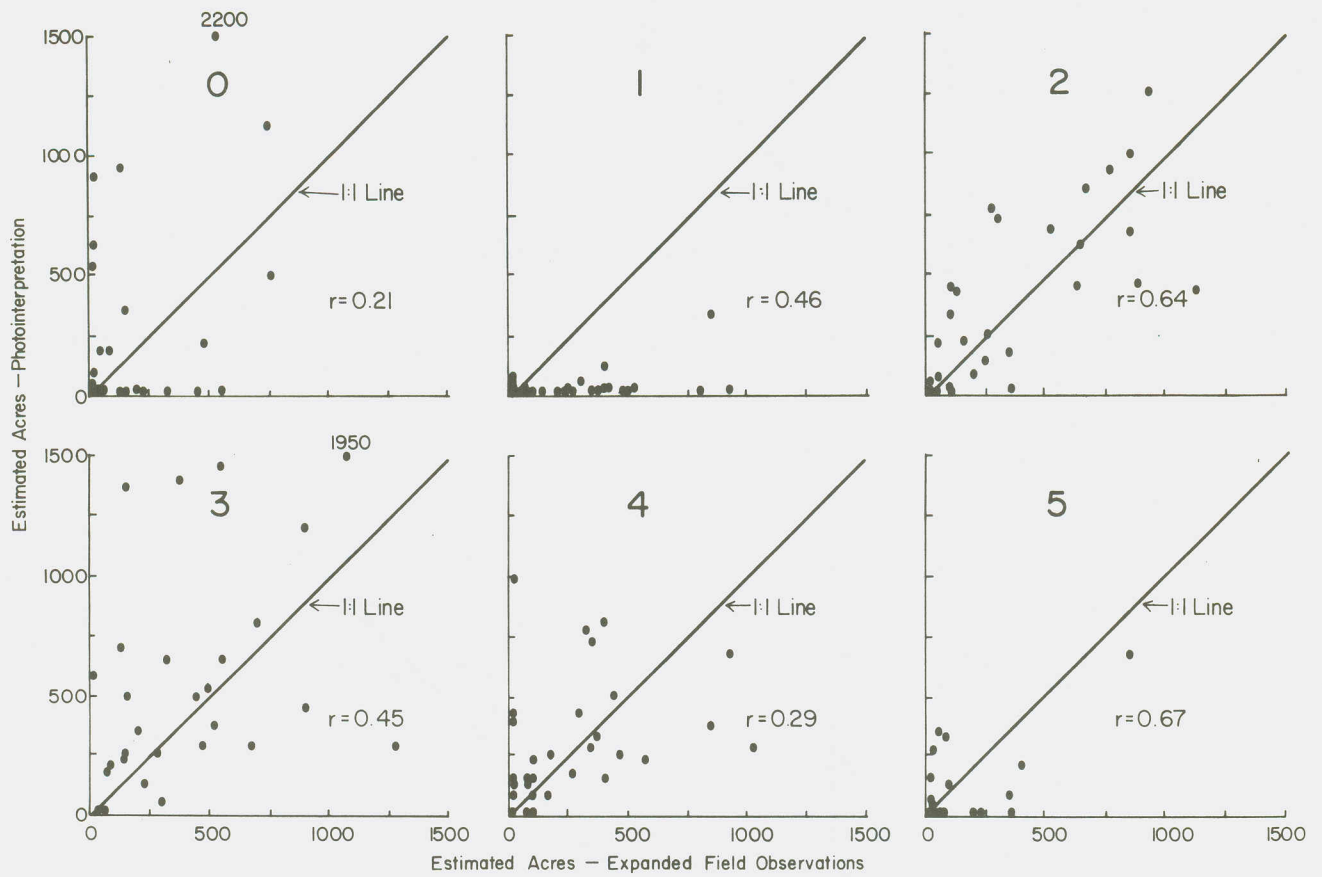 2200
1500
0
1
2
1000
1:1 Line
1:1 Line
1:1 Line
500
r=0.21
r=0.46
r=0.64
0
Estimated Acres – Photointerpretation
1950
1500
3
4
5
1000
1:1 Line
1:1 Line
1:1 Line
500
r=0.45
r=0.29
r=0.67
0
0 500 1000 1500
0 500 1000 1500
0 500 1000 1500
Estimated Acres – Expanded Field Observations